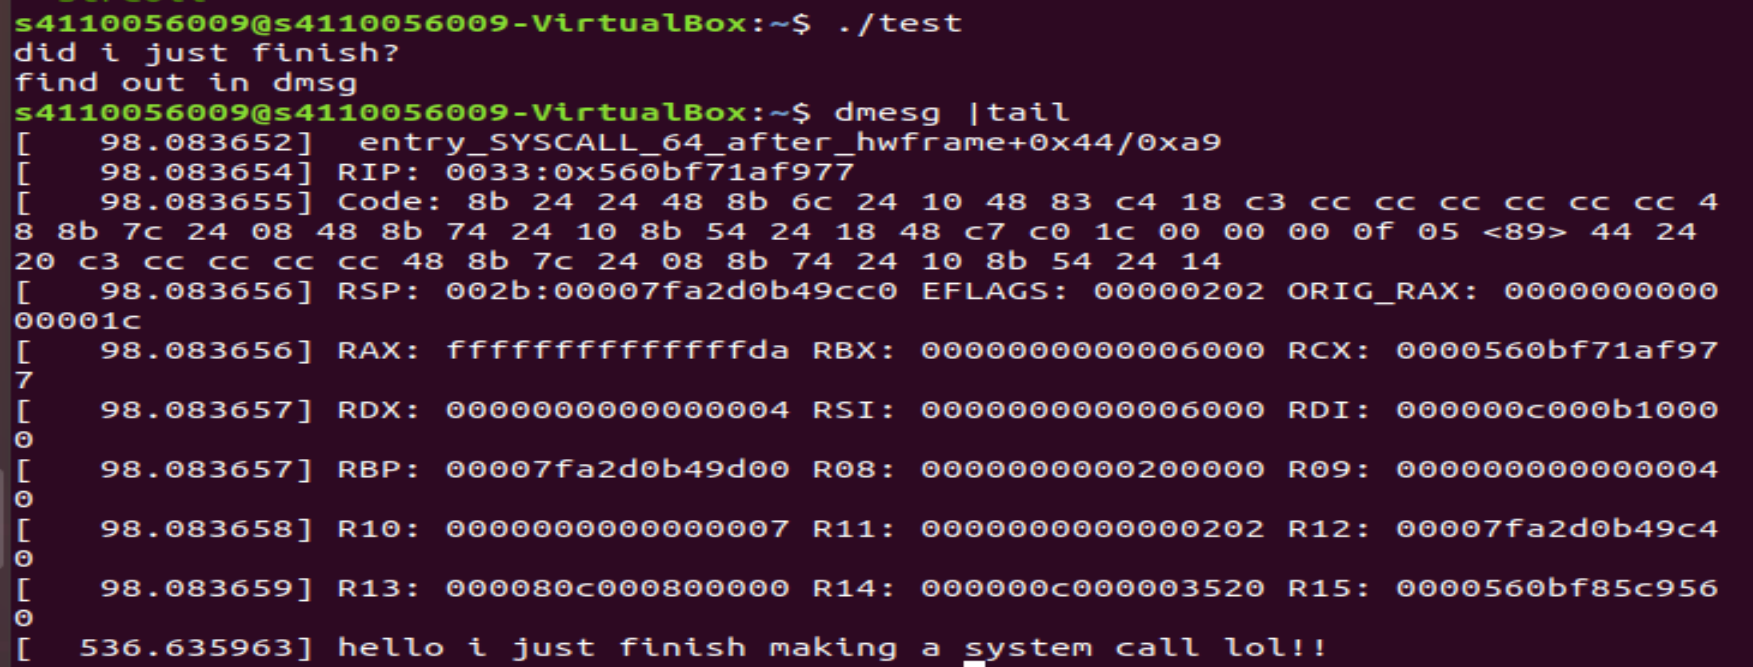 s4110056009@s4110056009-VirtualBox:~$ ./test
did i just finish?
find out in dmsg
s4110056009@s4110056009-VirtualBox:~$ dmesg |tail
[   98.083652]  entry_SYSCALL_64_after_hwframe+0x44/0xa9
[   98.083654] RIP: 0033:0x560bf71af977
[   98.083655] Code: 8b 24 24 48 8b 6c 24 10 48 83 c4 18 c3 cc cc cc cc cc cc 4
8 8b 7c 24 08 48 8b 74 24 10 8b 54 24 18 48 c7 c0 1c 00 00 00 0f 05 <89> 44 24
20 c3 cc cc cc cc 48 8b 7c 24 08 8b 74 24 10 8b 54 24 14
[   98.083656] RSP: 002b:00007fa2d0b49cc0 EFLAGS: 00000202 ORIG_RAX: 0000000000
00001c
[   98.083656] RAX: ffffffffffffffda RBX: 0000000000006000 RCX: 0000560bf71af97
7
[   98.083657] RDX: 0000000000000004 RSI: 0000000000006000 RDI: 000000c000b1000
0
[   98.083657] RBP: 00007fa2d0b49d00 R08: 0000000000200000 R09: 000000000000004
0
[   98.083658] R10: 0000000000000007 R11: 0000000000000202 R12: 00007fa2d0b49c4
0
[   98.083659] R13: 000080c000800000 R14: 000000c000003520 R15: 0000560bf85c956
0
[  536.635963] hello i just finish making a system call lol!!